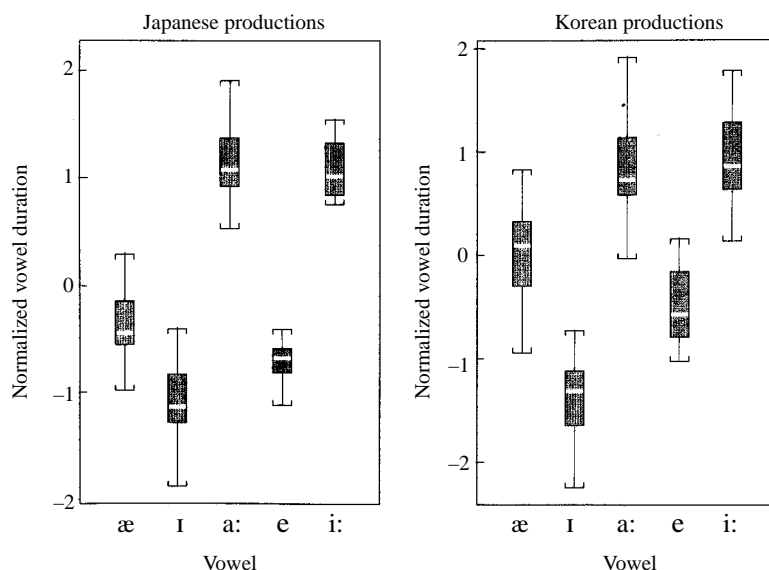 Japanese productions
Normalized vowel duration
2
1
0
–1
–2
æ ɪ a: e i:
Vowel
Korean productions
Normalized vowel duration
2
1
0
–1
–2
æ ɪ a: e i:
Vowel